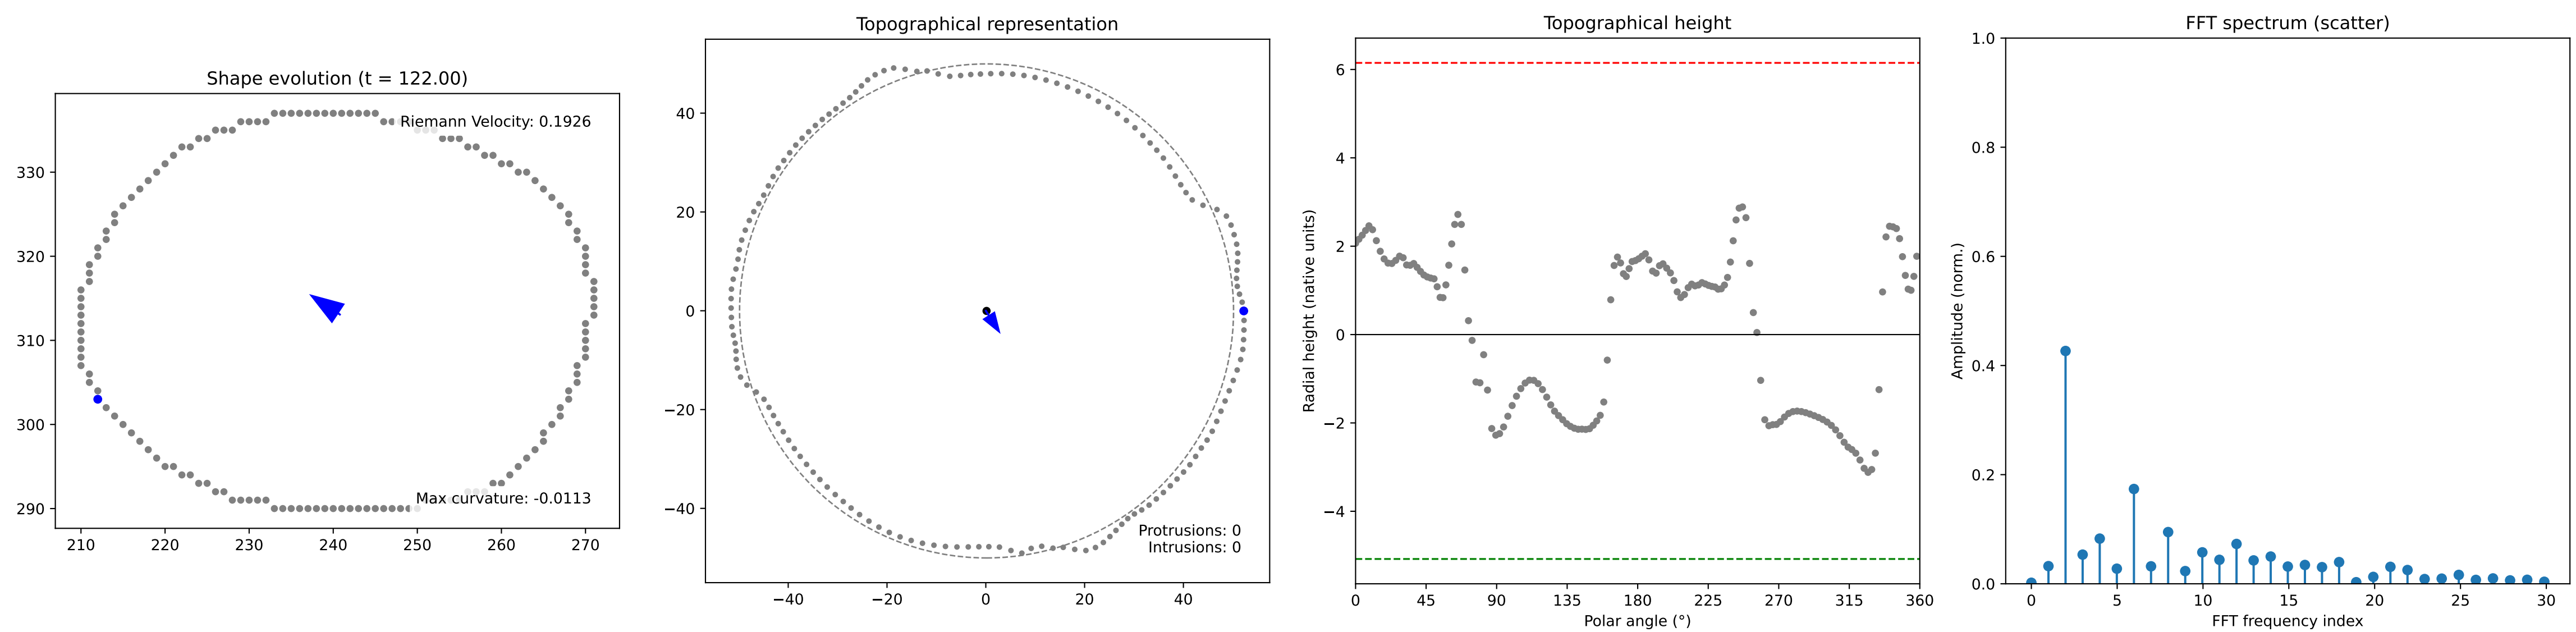 Shape evolution (t = 122.00)
Riemann Velocity: 0.1926
Max curvature: -0.0113
330
320
310
300
290
210 220 230 240 250 260 270
Topographical representation
40
20
0
−20
−40
−40 −20 0 20 40
Protrusions: 0
Intrusions: 0
Topographical height
Radial height (native units)
6
4
2
0
−2
−4
0 45 90 135 180 225 270 315 360
Polar angle (°)
FFT spectrum (scatter)
Amplitude (norm.)
1.0
0.8
0.6
0.4
0.2
0.0
0 5 10 15 20 25 30
FFT frequency index